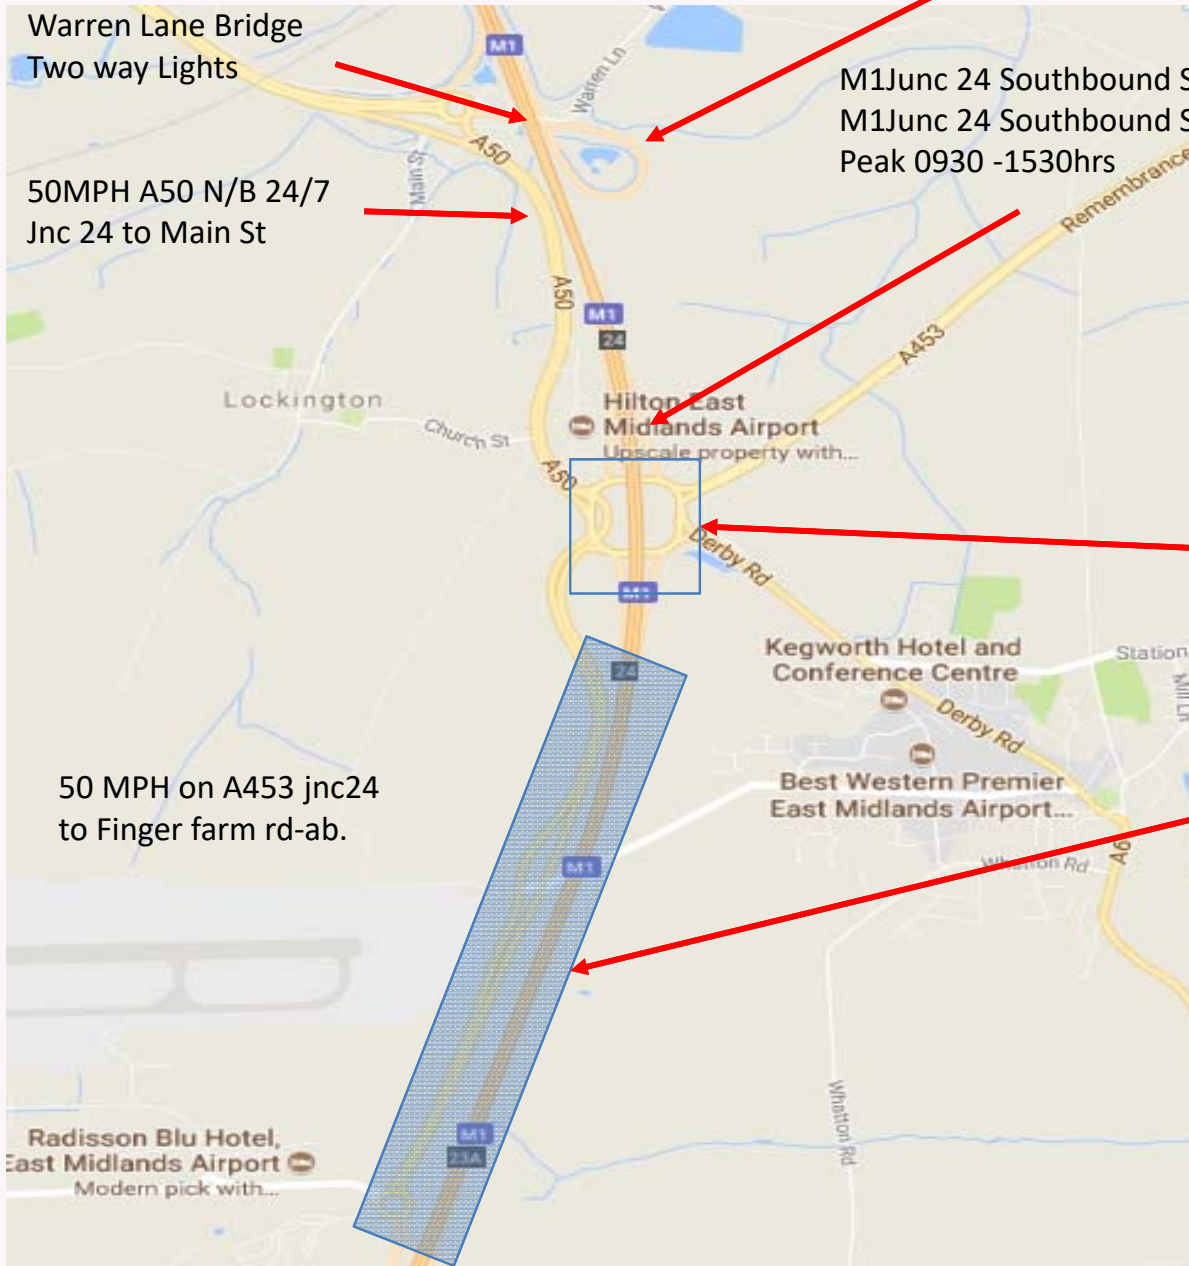 Warren Lane Bridge
Two way Lights
M1
Warren Ln
M1Junc 24 Southbound S
M1Junc 24 Southbound S
Peak 0930 -1530hrs
A50
Main St
Remembrance
50MPH A50 N/B 24/7
Jnc 24 to Main St
A50
M1
24
A453
Lockington
Hilton East
Midlands Airport
Upscale property with...
Church St
A50
Derby Rd
M1
Kegworth Hotel and
Conference Centre
Station
24
Mill Ln
Derby Rd
50 MPH on A453 jnc24
to Finger farm rd-ab.
Best Western Premier
East Midlands Airport...
M1
Whatton Rd
A6
Whatton Rd
M1
23A
Radisson Blu Hotel,
East Midlands Airport
Modern pick with...